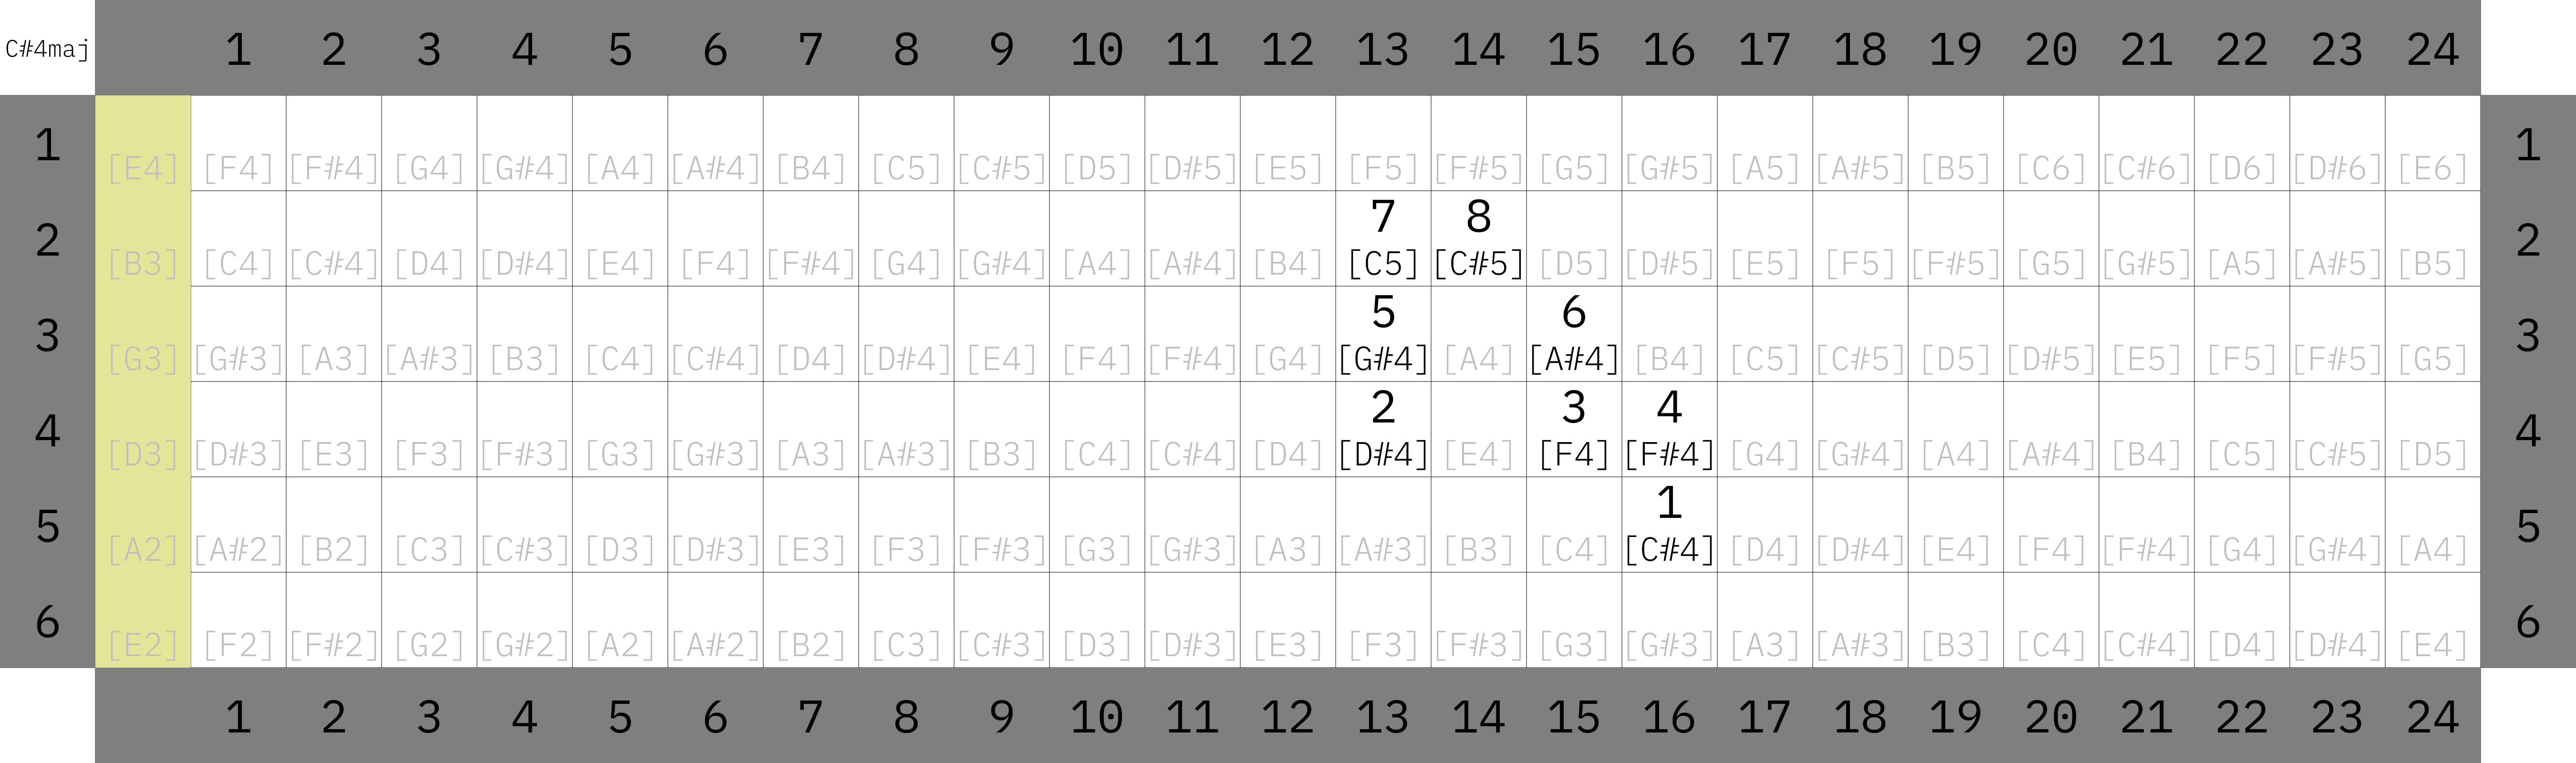 C#4maj 1 2 3 4 5 6 7 8 9 10 11 12 13 14 15 16 17 18 19 20 21 22 23 24
1 [E4] [F4] [F#4] [G4] [G#4] [A4] [A#4] [B4] [C5] [C#5] [D5] [D#5] [E5] [F5] [F#5] [G5] [G#5] [A5] [A#5] [B5] [C6] [C#6] [D6] [D#6] [E6] 1
7 8
2 [B3] [C4] [C#4] [D4] [D#4] [E4] [F4] [F#4] [G4] [G#4] [A4] [A#4] [B4] [C5] [C#5] [D5] [D#5] [E5] [F5] [F#5] [G5] [G#5] [A5] [A#5] [B5] 2
5 6
3 [G3] [G#3] [A3] [A#3] [B3] [C4] [C#4] [D4] [D#4] [E4] [F4] [F#4] [G4] [G#4] [A4] [A#4] [B4] [C5] [C#5] [D5] [D#5] [E5] [F5] [F#5] [G5] 3
2 3 4
4 [D3] [D#3] [E3] [F3] [F#3] [G3] [G#3] [A3] [A#3] [B3] [C4] [C#4] [D4] [D#4] [E4] [F4] [F#4] [G4] [G#4] [A4] [A#4] [B4] [C5] [C#5] [D5] 4
1
5 [A2] [A#2] [B2] [C3] [C#3] [D3] [D#3] [E3] [F3] [F#3] [G3] [G#3] [A3] [A#3] [B3] [C4] [C#4] [D4] [D#4] [E4] [F4] [F#4] [G4] [G#4] [A4] 5
6 [E2] [F2] [F#2] [G2] [G#2] [A2] [A#2] [B2] [C3] [C#3] [D3] [D#3] [E3] [F3] [F#3] [G3] [G#3] [A3] [A#3] [B3] [C4] [C#4] [D4] [D#4] [E4] 6
1 2 3 4 5 6 7 8 9 10 11 12 13 14 15 16 17 18 19 20 21 22 23 24